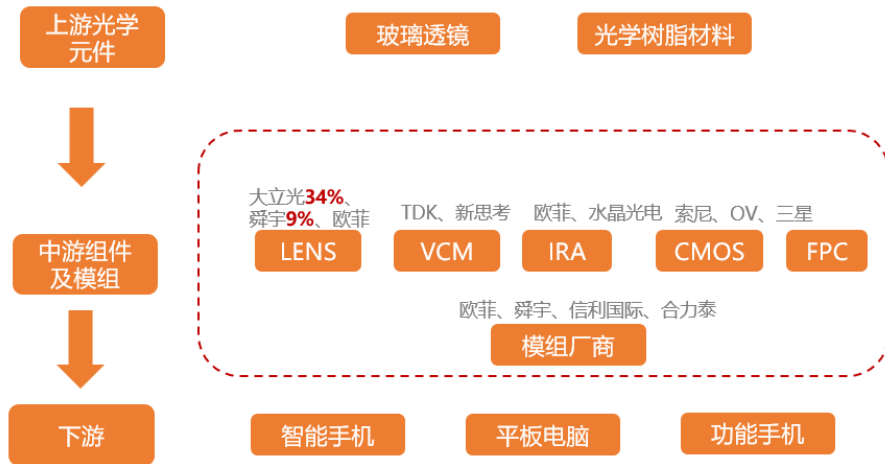 上游光学
元件
玻璃透镜
光学树脂材料
大立光34%、
舜宇9%、欧菲
TDK、新思考
欧菲、水晶光电
索尼、OV、三星
中游组件
及模组
LENS
VCM
IRA
CMOS
FPC
欧菲、舜宇、信利国际、合力泰
模组厂商
下游
智能手机
平板电脑
功能手机